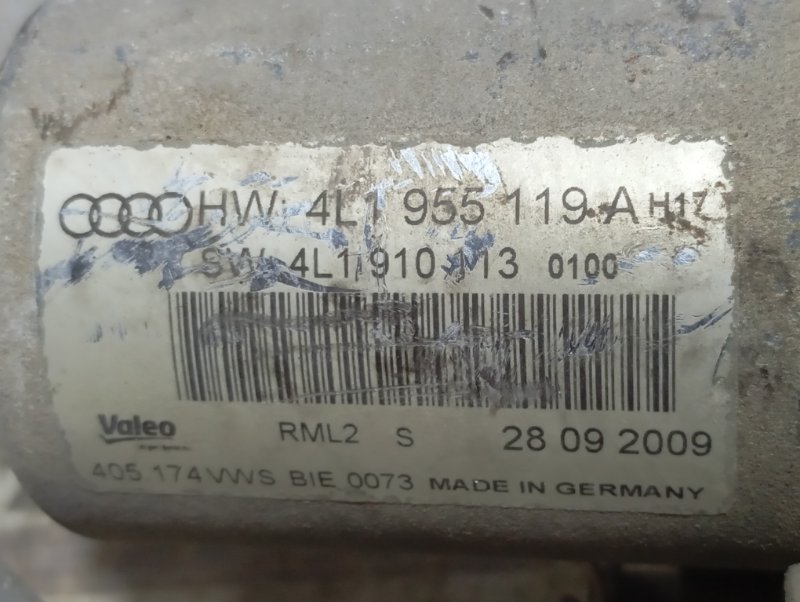 HW: 4L1 955 119 A H17
SW: 4L1 910 113 0100
Valeo RML2 S 28 09 2009
405 174 VWS BIE 0073 MADE IN GERMANY